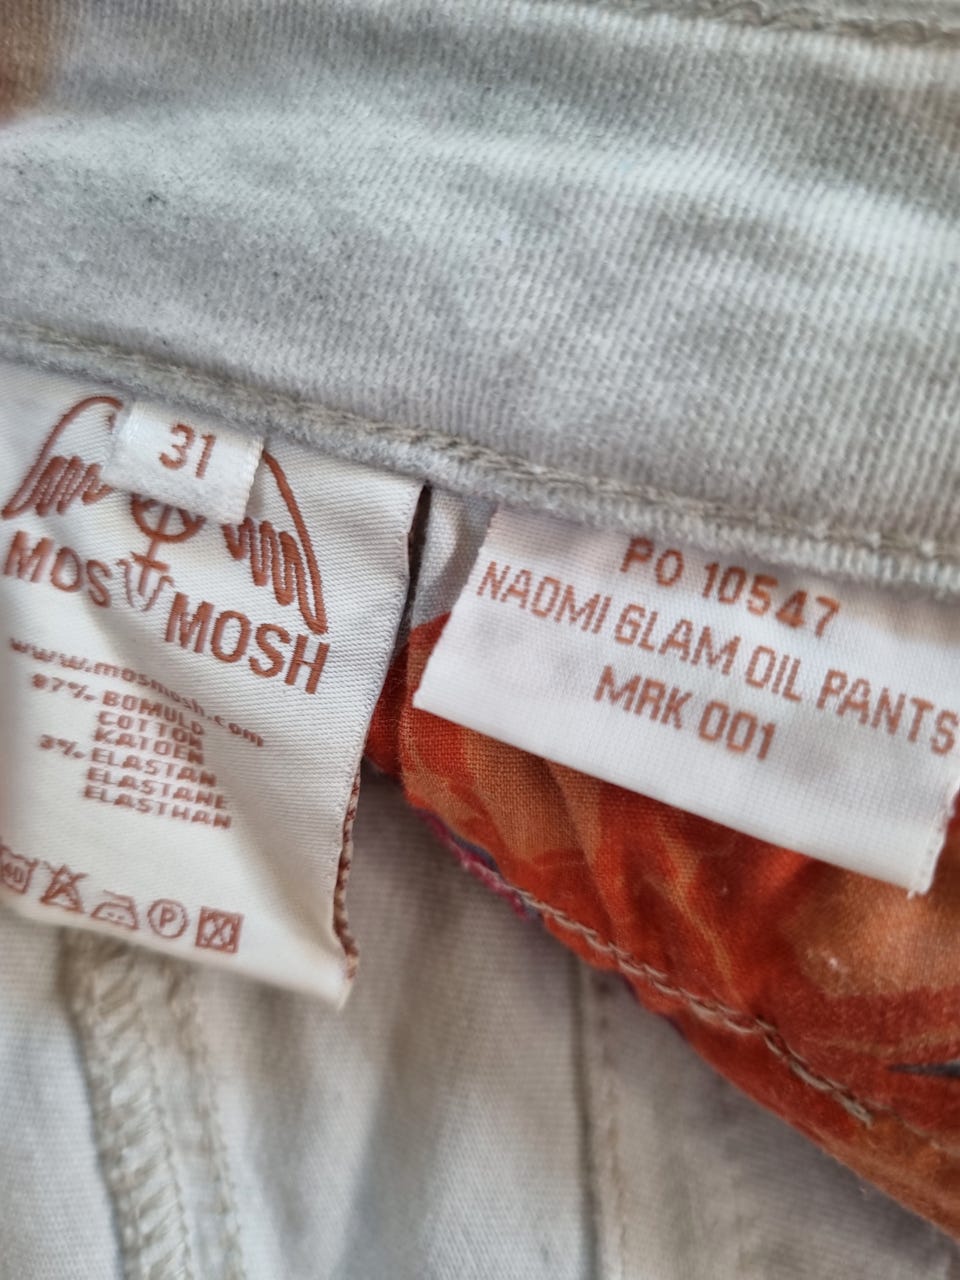 31
MOS MOSH
www.mosmosh.com
97% BOMULD
COTTON
KATOEN
3% ELASTAN
ELASTANE
ELASTHAN
40
P
PO 10547
NAOMI GLAM OIL PANTS
MRK 001